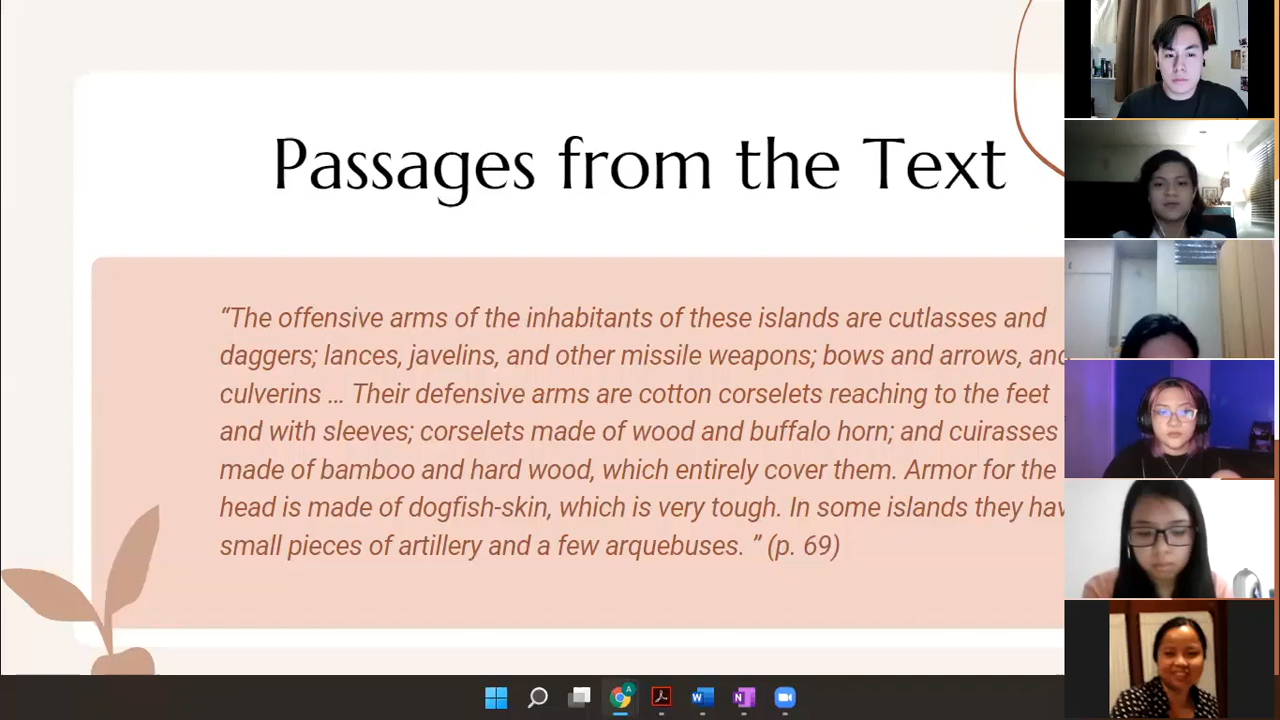 Passages from the Text
“The offensive arms of the inhabitants of these islands are cutlasses and
daggers; lances, javelins, and other missile weapons; bows and arrows, and
culverins ... Their defensive arms are cotton corselets reaching to the feet
and with sleeves; corselets made of wood and buffalo horn; and cuirasses
made of bamboo and hard wood, which entirely cover them. Armor for the
head is made of dogfish-skin, which is very tough. In some islands they hav
small pieces of artillery and a few arquebuses. ” (p. 69)